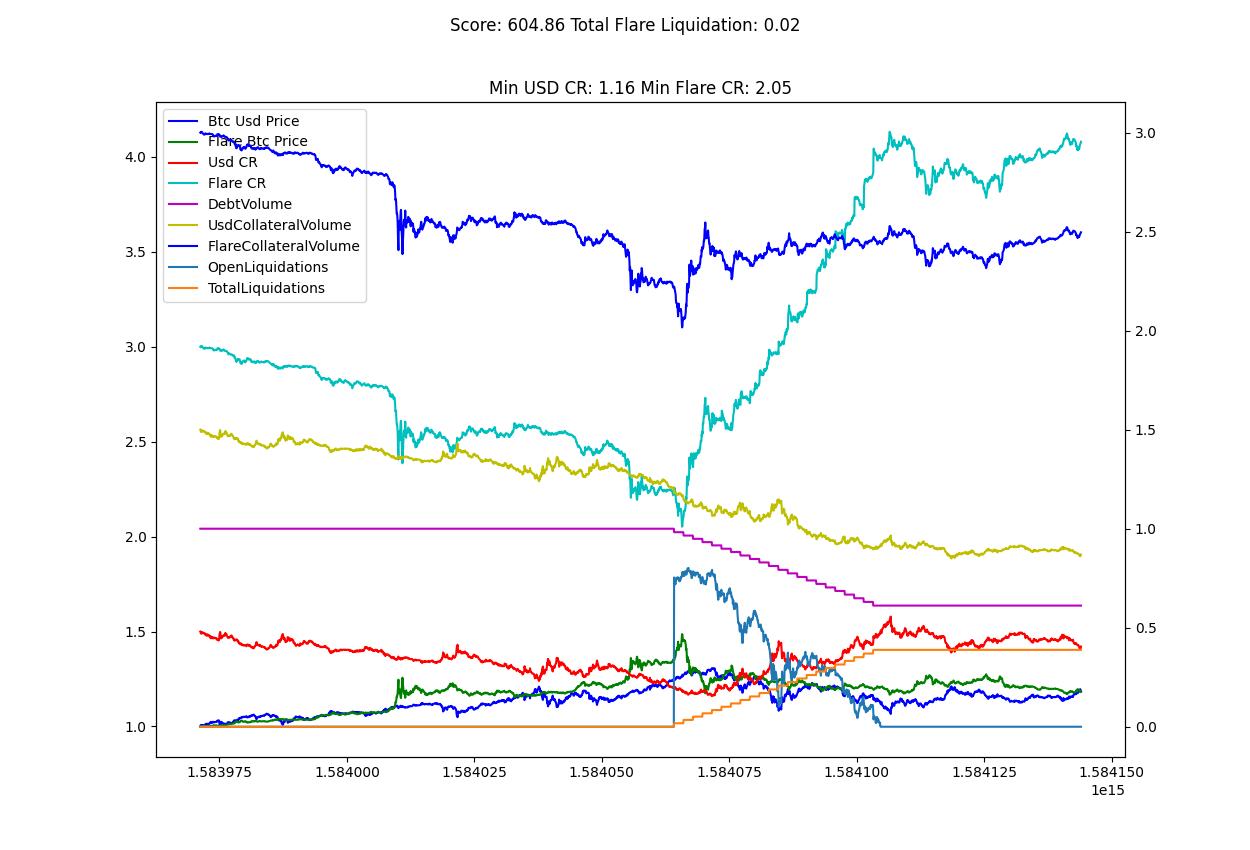 Score: 604.86 Total Flare Liquidation: 0.02
Min USD CR: 1.16 Min Flare CR: 2.05
Btc Usd Price
Flare Btc Price
Usd CR
Flare CR
DebtVolume
UsdCollateralVolume
FlareCollateralVolume
OpenLiquidations
TotalLiquidations
4.0
3.5
3.0
2.5
2.0
1.5
1.0
3.0
2.5
2.0
1.5
1.0
0.5
0.0
1.583975 1.584000 1.584025 1.584050 1.584075 1.584100 1.584125 1.584150
1e15